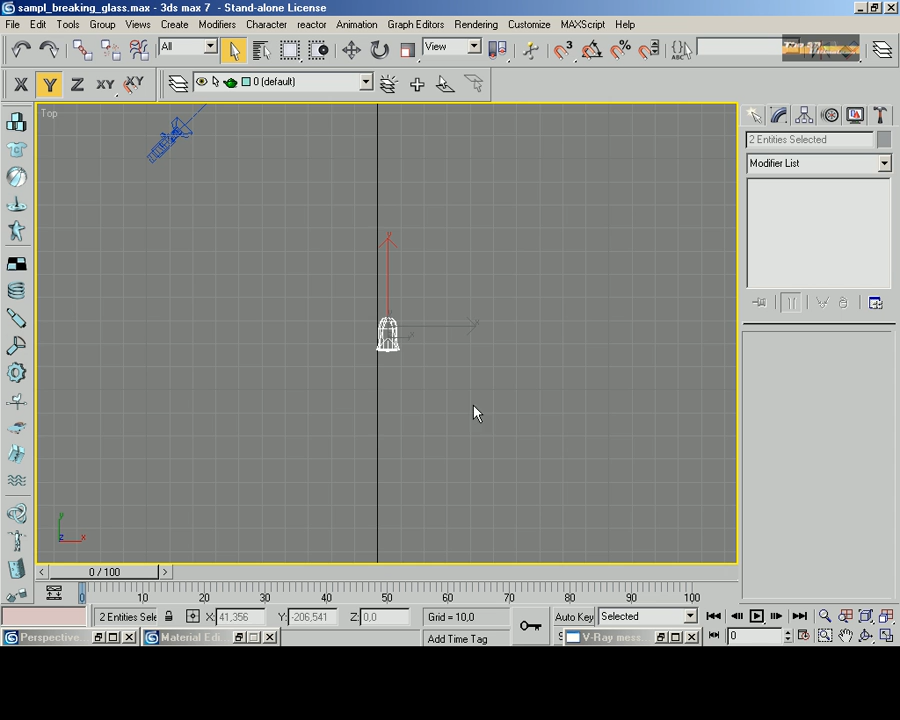 sampl_breaking_glass.max - 3ds max 7 - Stand-alone License
File Edit Tools Group Views Create Modifiers Character reactor Animation Graph Editors Rendering Customize MAXScript Help
All View
X Y Z XY 0 (default)
Top
y
x
x
2 Entities Selected
Modifier List
y
z x
< 0 / 100 >
0 10 20 30 40 50 60 70 80 90 100
2 Entities Sele X: 41,356 Y: -206,541 Z: 0,0 Grid = 10,0 Auto Key Selected
Add Time Tag 0
Perspective Material Edi V-Ray mess